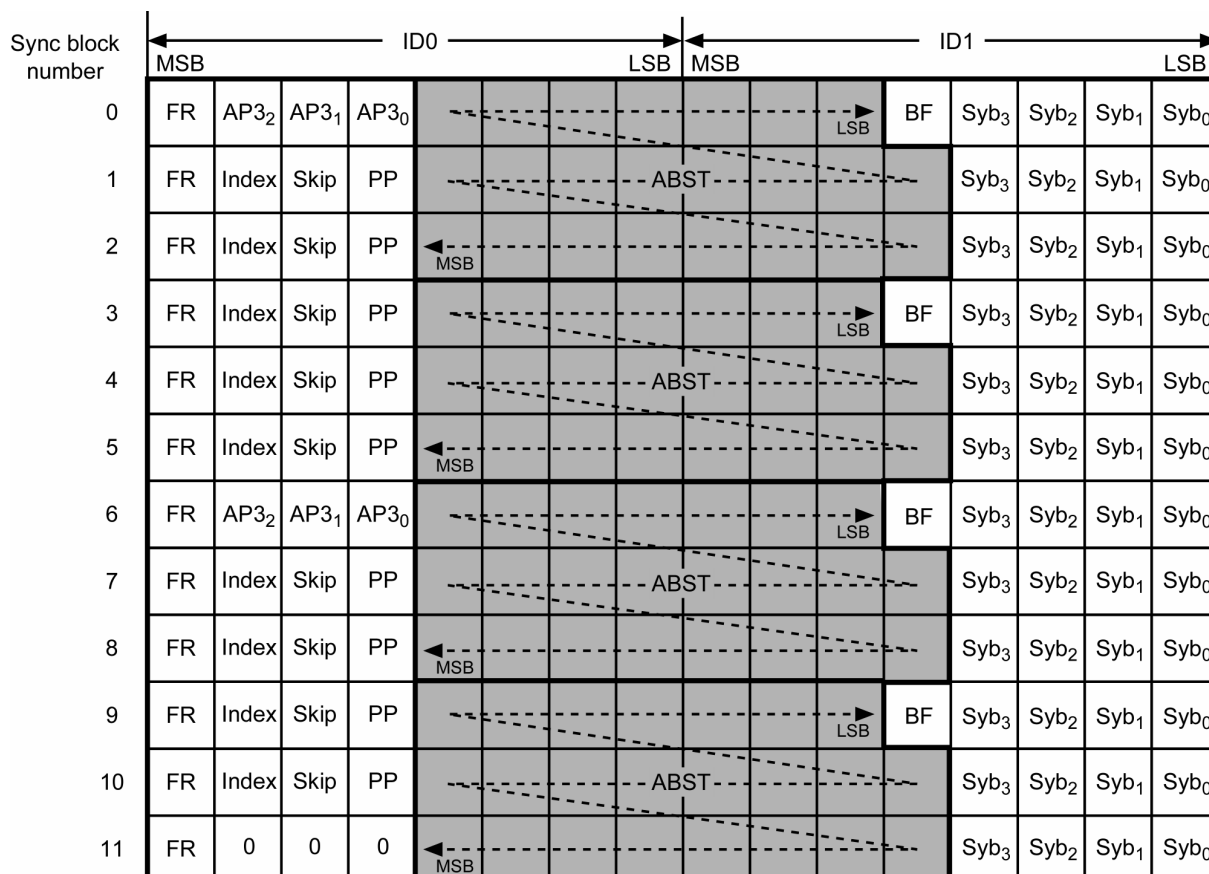 Sync block number ID0 ID1
MSB LSB MSB LSB
0 FR AP3₂ AP3₁ AP3₀ LSB BF Syb₃ Syb₂ Syb₁ Syb₀
1 FR Index Skip PP ABST Syb₃ Syb₂ Syb₁ Syb₀
2 FR Index Skip PP MSB Syb₃ Syb₂ Syb₁ Syb₀
3 FR Index Skip PP LSB BF Syb₃ Syb₂ Syb₁ Syb₀
4 FR Index Skip PP ABST Syb₃ Syb₂ Syb₁ Syb₀
5 FR Index Skip PP MSB Syb₃ Syb₂ Syb₁ Syb₀
6 FR AP3₂ AP3₁ AP3₀ LSB BF Syb₃ Syb₂ Syb₁ Syb₀
7 FR Index Skip PP ABST Syb₃ Syb₂ Syb₁ Syb₀
8 FR Index Skip PP MSB Syb₃ Syb₂ Syb₁ Syb₀
9 FR Index Skip PP LSB BF Syb₃ Syb₂ Syb₁ Syb₀
10 FR Index Skip PP ABST Syb₃ Syb₂ Syb₁ Syb₀
11 FR 0 0 0 MSB Syb₃ Syb₂ Syb₁ Syb₀